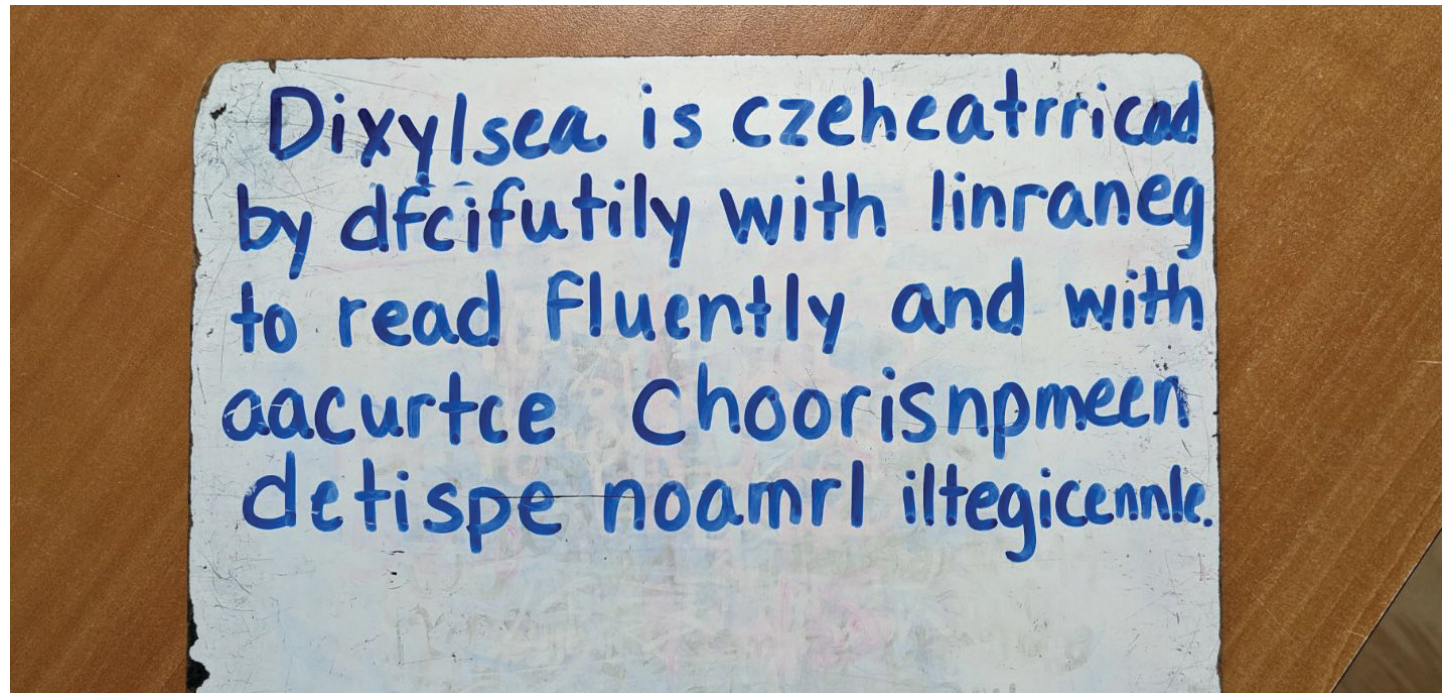 Dixylsea is czeheatrricad
by dfcifutily with linraneg
to read fluently and with
aacurtce Choorisnpmeen
detispe noamrl iltegicennle.